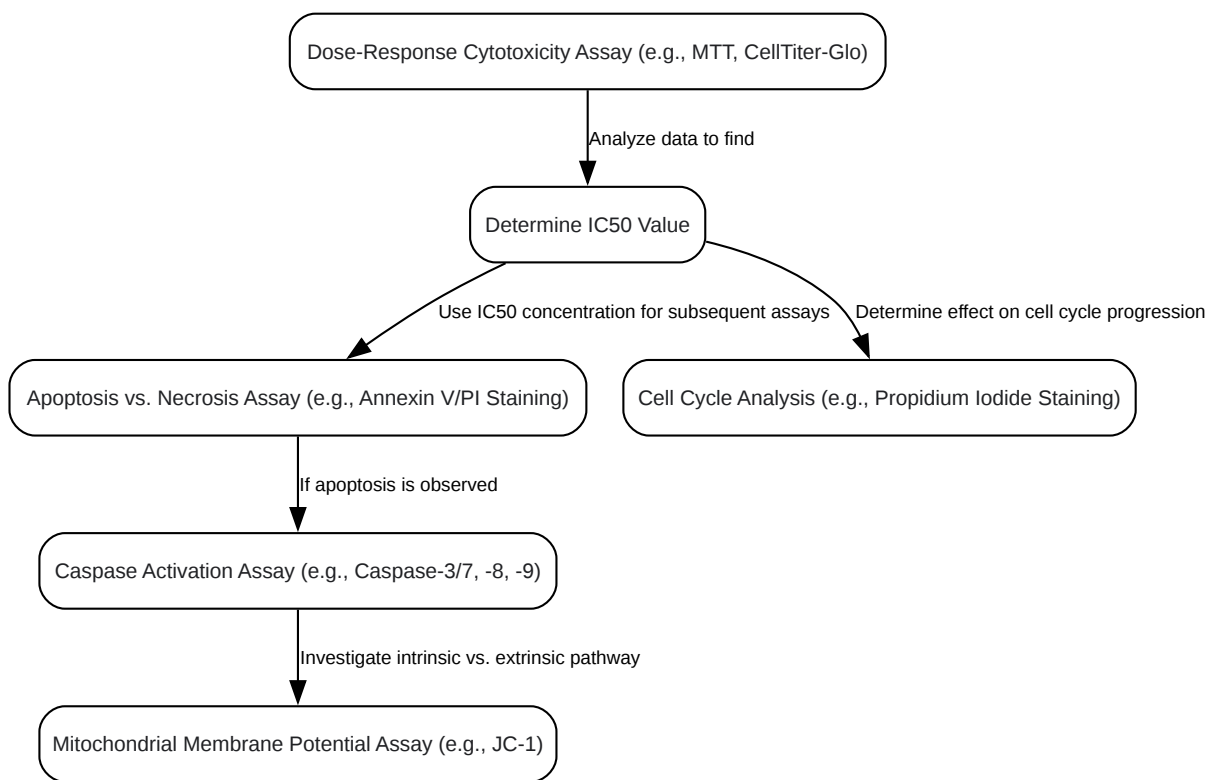 Dose-Response Cytotoxicity Assay (e.g., MTT, CellTiter-Glo)
Analyze data to find
Determine IC50 Value
Use IC50 concentration for subsequent assays
Determine effect on cell cycle progression
Apoptosis vs. Necrosis Assay (e.g., Annexin V/PI Staining)
Cell Cycle Analysis (e.g., Propidium Iodide Staining)
If apoptosis is observed
Caspase Activation Assay (e.g., Caspase-3/7, -8, -9)
Investigate intrinsic vs. extrinsic pathway
Mitochondrial Membrane Potential Assay (e.g., JC-1)